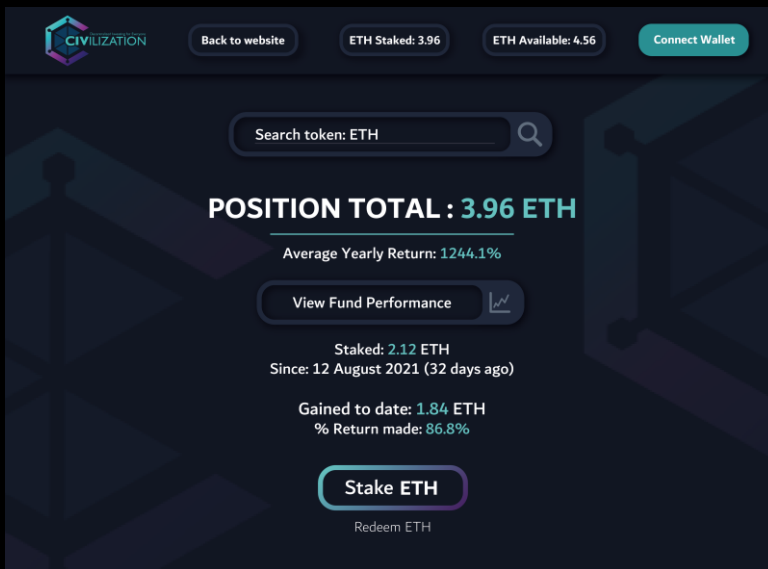 CIVILIZATION
Back to website
ETH Staked: 3.96
ETH Available: 4.56
Connect Wallet
Search token: ETH
POSITION TOTAL : 3.96 ETH
Average Yearly Return: 1244.1%
View Fund Performance
Staked: 2.12 ETH
Since: 12 August 2021 (32 days ago)
Gained to date: 1.84 ETH
% Return made: 86.8%
Stake ETH
Redeem ETH